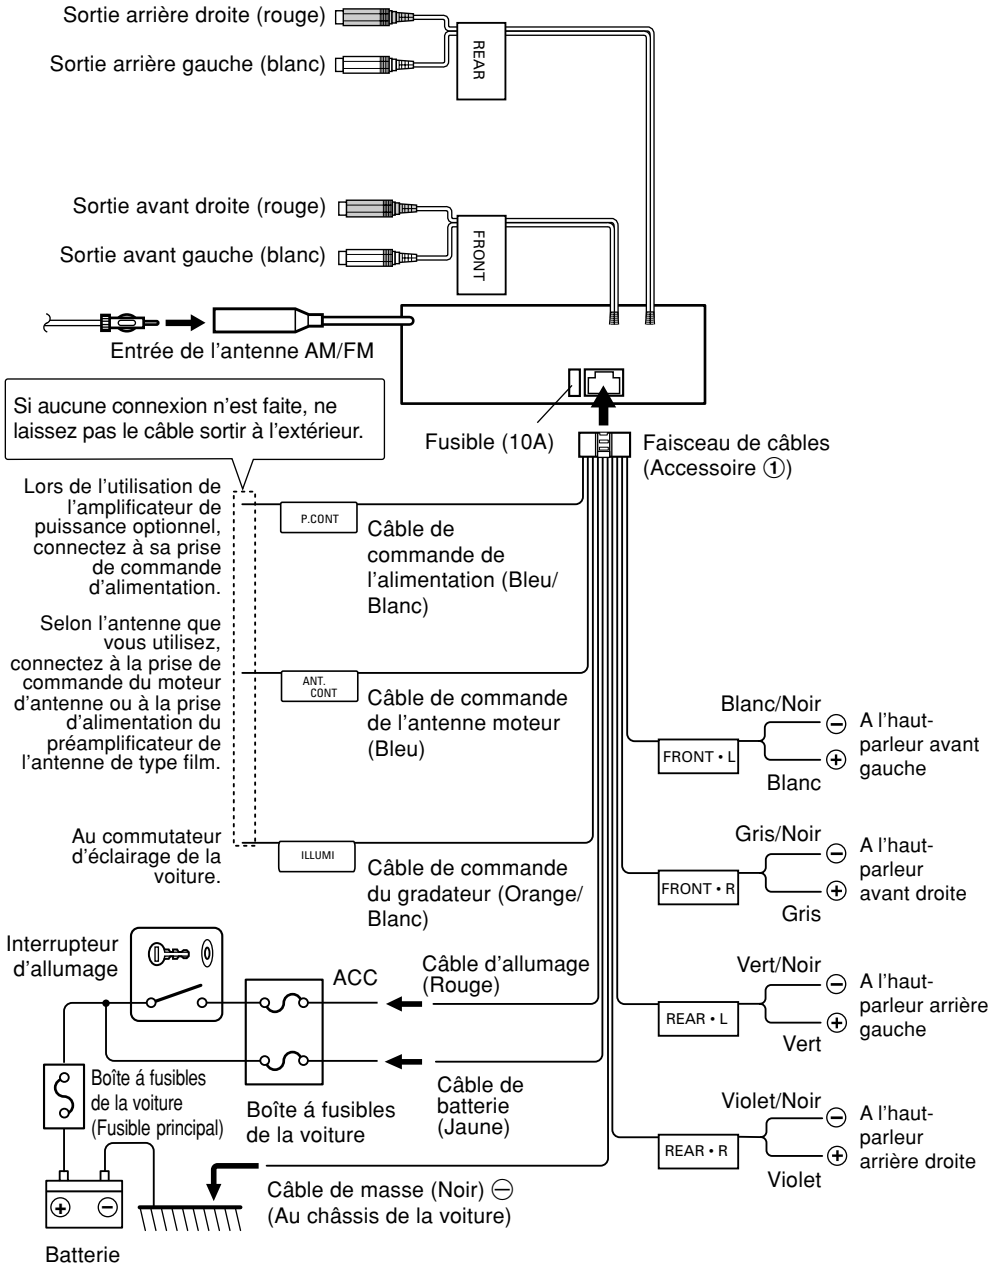 Sortie arrière droite (rouge)
Sortie arrière gauche (blanc)
REAR
Sortie avant droite (rouge)
Sortie avant gauche (blanc)
FRONT
Entrée de l'antenne AM/FM
Si aucune connexion n'est faite, ne
laissez pas le câble sortir à l'extérieur.
Fusible (10A)
Faisceau de câbles
(Accessoire ①)
Lors de l'utilisation de
l'amplificateur de
puissance optionnel,
connectez à sa prise
de commande
d'alimentation.
P.CONT
Câble de
commande de
l'alimentation (Bleu/
Blanc)
Selon l'antenne que
vous utilisez,
connectez à la prise de
commande du moteur
d'antenne ou à la prise
d'alimentation du
préamplificateur de
l'antenne de type film.
ANT.
CONT
Câble de commande
de l'antenne moteur
(Bleu)
Au commutateur
d'éclairage de la
voiture.
ILLUMI
Câble de commande
du gradateur (Orange/
Blanc)
Blanc/Noir
⊖
FRONT • L
⊕
Blanc
A l'haut-
parleur avant
gauche
Gris/Noir
⊖
FRONT • R
⊕
Gris
A l'haut-
parleur
avant droite
Vert/Noir
⊖
REAR • L
⊕
Vert
A l'haut-
parleur arrière
gauche
Violet/Noir
⊖
REAR • R
⊕
Violet
A l'haut-
parleur
arrière droite
Interrupteur
d'allumage
ACC
Câble d'allumage
(Rouge)
Boîte á fusibles
de la voiture
(Fusible principal)
Boîte á fusibles
de la voiture
Câble de
batterie
(Jaune)
Câble de masse (Noir) ⊖
(Au châsis de la voiture)
⊕ ⊖
Batterie